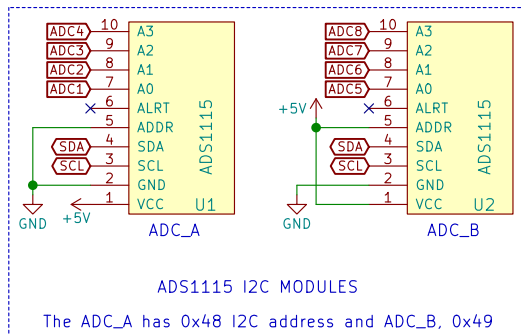 ADC4 10 A3
ADC3 9 A2
ADC2 8 A1
ADC1 7 A0
6 ALRT
5 ADDR
SDA 4 SDA
SCL 3 SCL
2 GND
1 VCC
GND
+5V
ADS1115
U1
ADC_A
ADC8 10 A3
ADC7 9 A2
ADC6 8 A1
ADC5 7 A0
+5V
6 ALRT
5 ADDR
SDA 4 SDA
SCL 3 SCL
2 GND
1 VCC
GND
ADS1115
U2
ADC_B
ADS1115 I2C MODULES
The ADC_A has 0x48 I2C address and ADC_B, 0x49